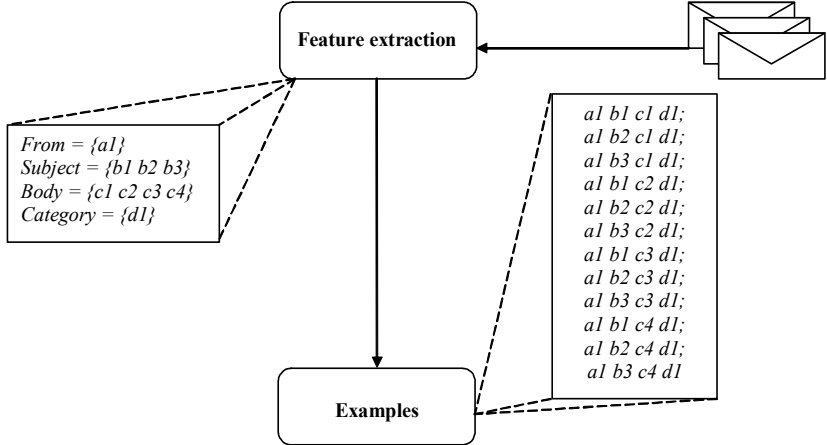 Feature extraction
From = {a1}
Subject = {b1 b2 b3}
Body = {c1 c2 c3 c4}
Category = {d1}
a1 b1 c1 d1;
a1 b2 c1 d1;
a1 b3 c1 d1;
a1 b1 c2 d1;
a1 b2 c2 d1;
a1 b3 c2 d1;
a1 b1 c3 d1;
a1 b2 c3 d1;
a1 b3 c3 d1;
a1 b1 c4 d1;
a1 b2 c4 d1;
a1 b3 c4 d1
Examples